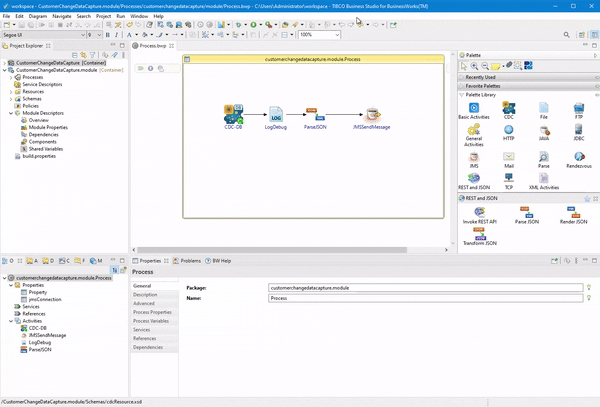 workspace - CustomerChangeDataCapture.module/Processes/customerchangedatacapture/module/Process.bwp - C:\Users\Administrator\workspace - TIBCO Business Studio for BusinessWorks(TM)
File Edit Diagram Navigate Search Project Run Window Help
Segoe UI
9
100%
Project Explorer
CustomerChangeDataCapture [Container]
CustomerChangeDataCapture.module [Container]
Processes
Service Descriptors
Resources
Schemas
Policies
Module Descriptors
Overview
Module Properties
Dependencies
Components
Shared Variables
build.properties
Process.bwp
customerchangedatacapture.module.Process
CDC-DB
LogDebug
ParseJSON
JMSSendMessage
Palette
Recently Used
Favorite Palettes
Palette Library
Basic Activities
CDC
File
FTP
General Activities
HTTP
JAVA
JDBC
JMS
Mail
Parse
Rendezvous
REST and JSON
TCP
XML Activities
REST and JSON
Invoke REST API
Parse JSON
Render JSON
Transform JSON
O
A
D
C
F
M
customerchangedatacapture.module.Process
Properties
Property
jmsConnection
Services
References
Activities
CDC-DB
JMSSendMessage
LogDebug
ParseJSON
Properties
Problems
BW Help
Process
General
Description
Advanced
Process Properties
Process Variables
Services
References
Dependencies
Package:
customerchangedatacapture.module
Name:
Process
/CustomerChangeDataCapture.module/Schemas/cdcResource.xsd